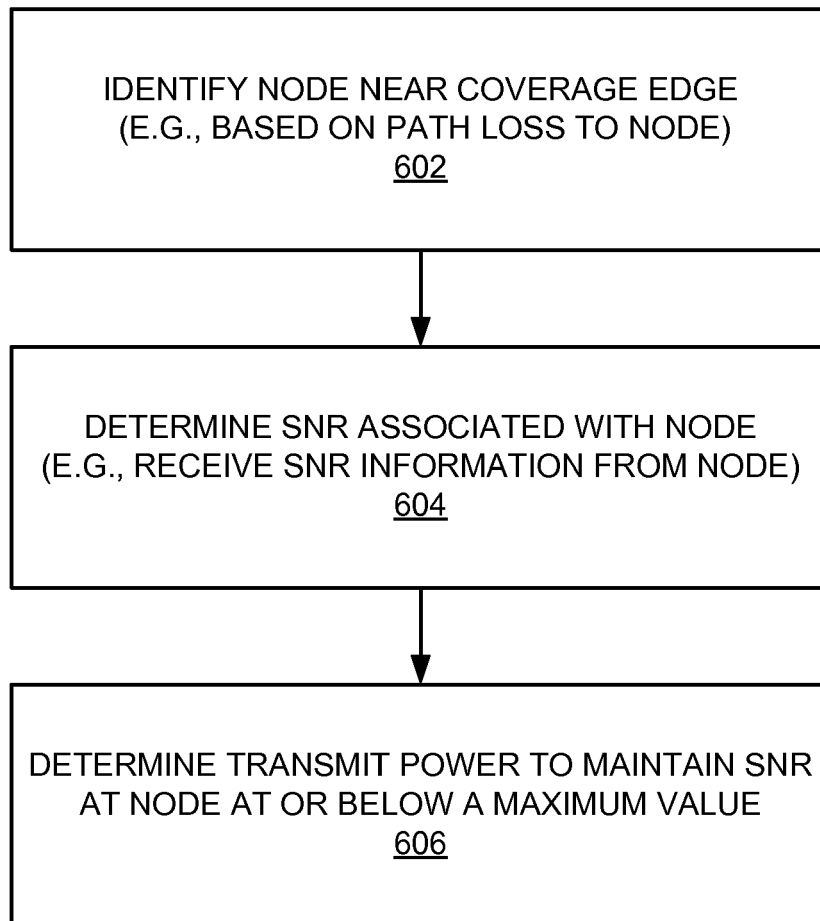 IDENTIFY NODE NEAR COVERAGE EDGE
(E.G., BASED ON PATH LOSS TO NODE)
602
DETERMINE SNR ASSOCIATED WITH NODE
(E.G., RECEIVE SNR INFORMATION FROM NODE)
604
DETERMINE TRANSMIT POWER TO MAINTAIN SNR
AT NODE AT OR BELOW A MAXIMUM VALUE
606